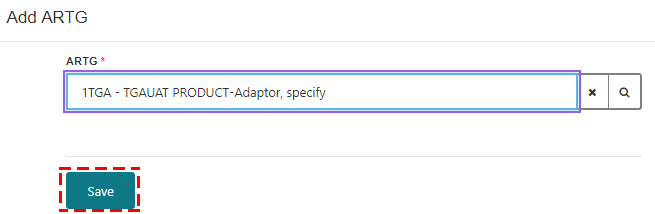 Add ARTG
ARTG *
1TGA - TGAUAT PRODUCT-Adaptor, specify
Save